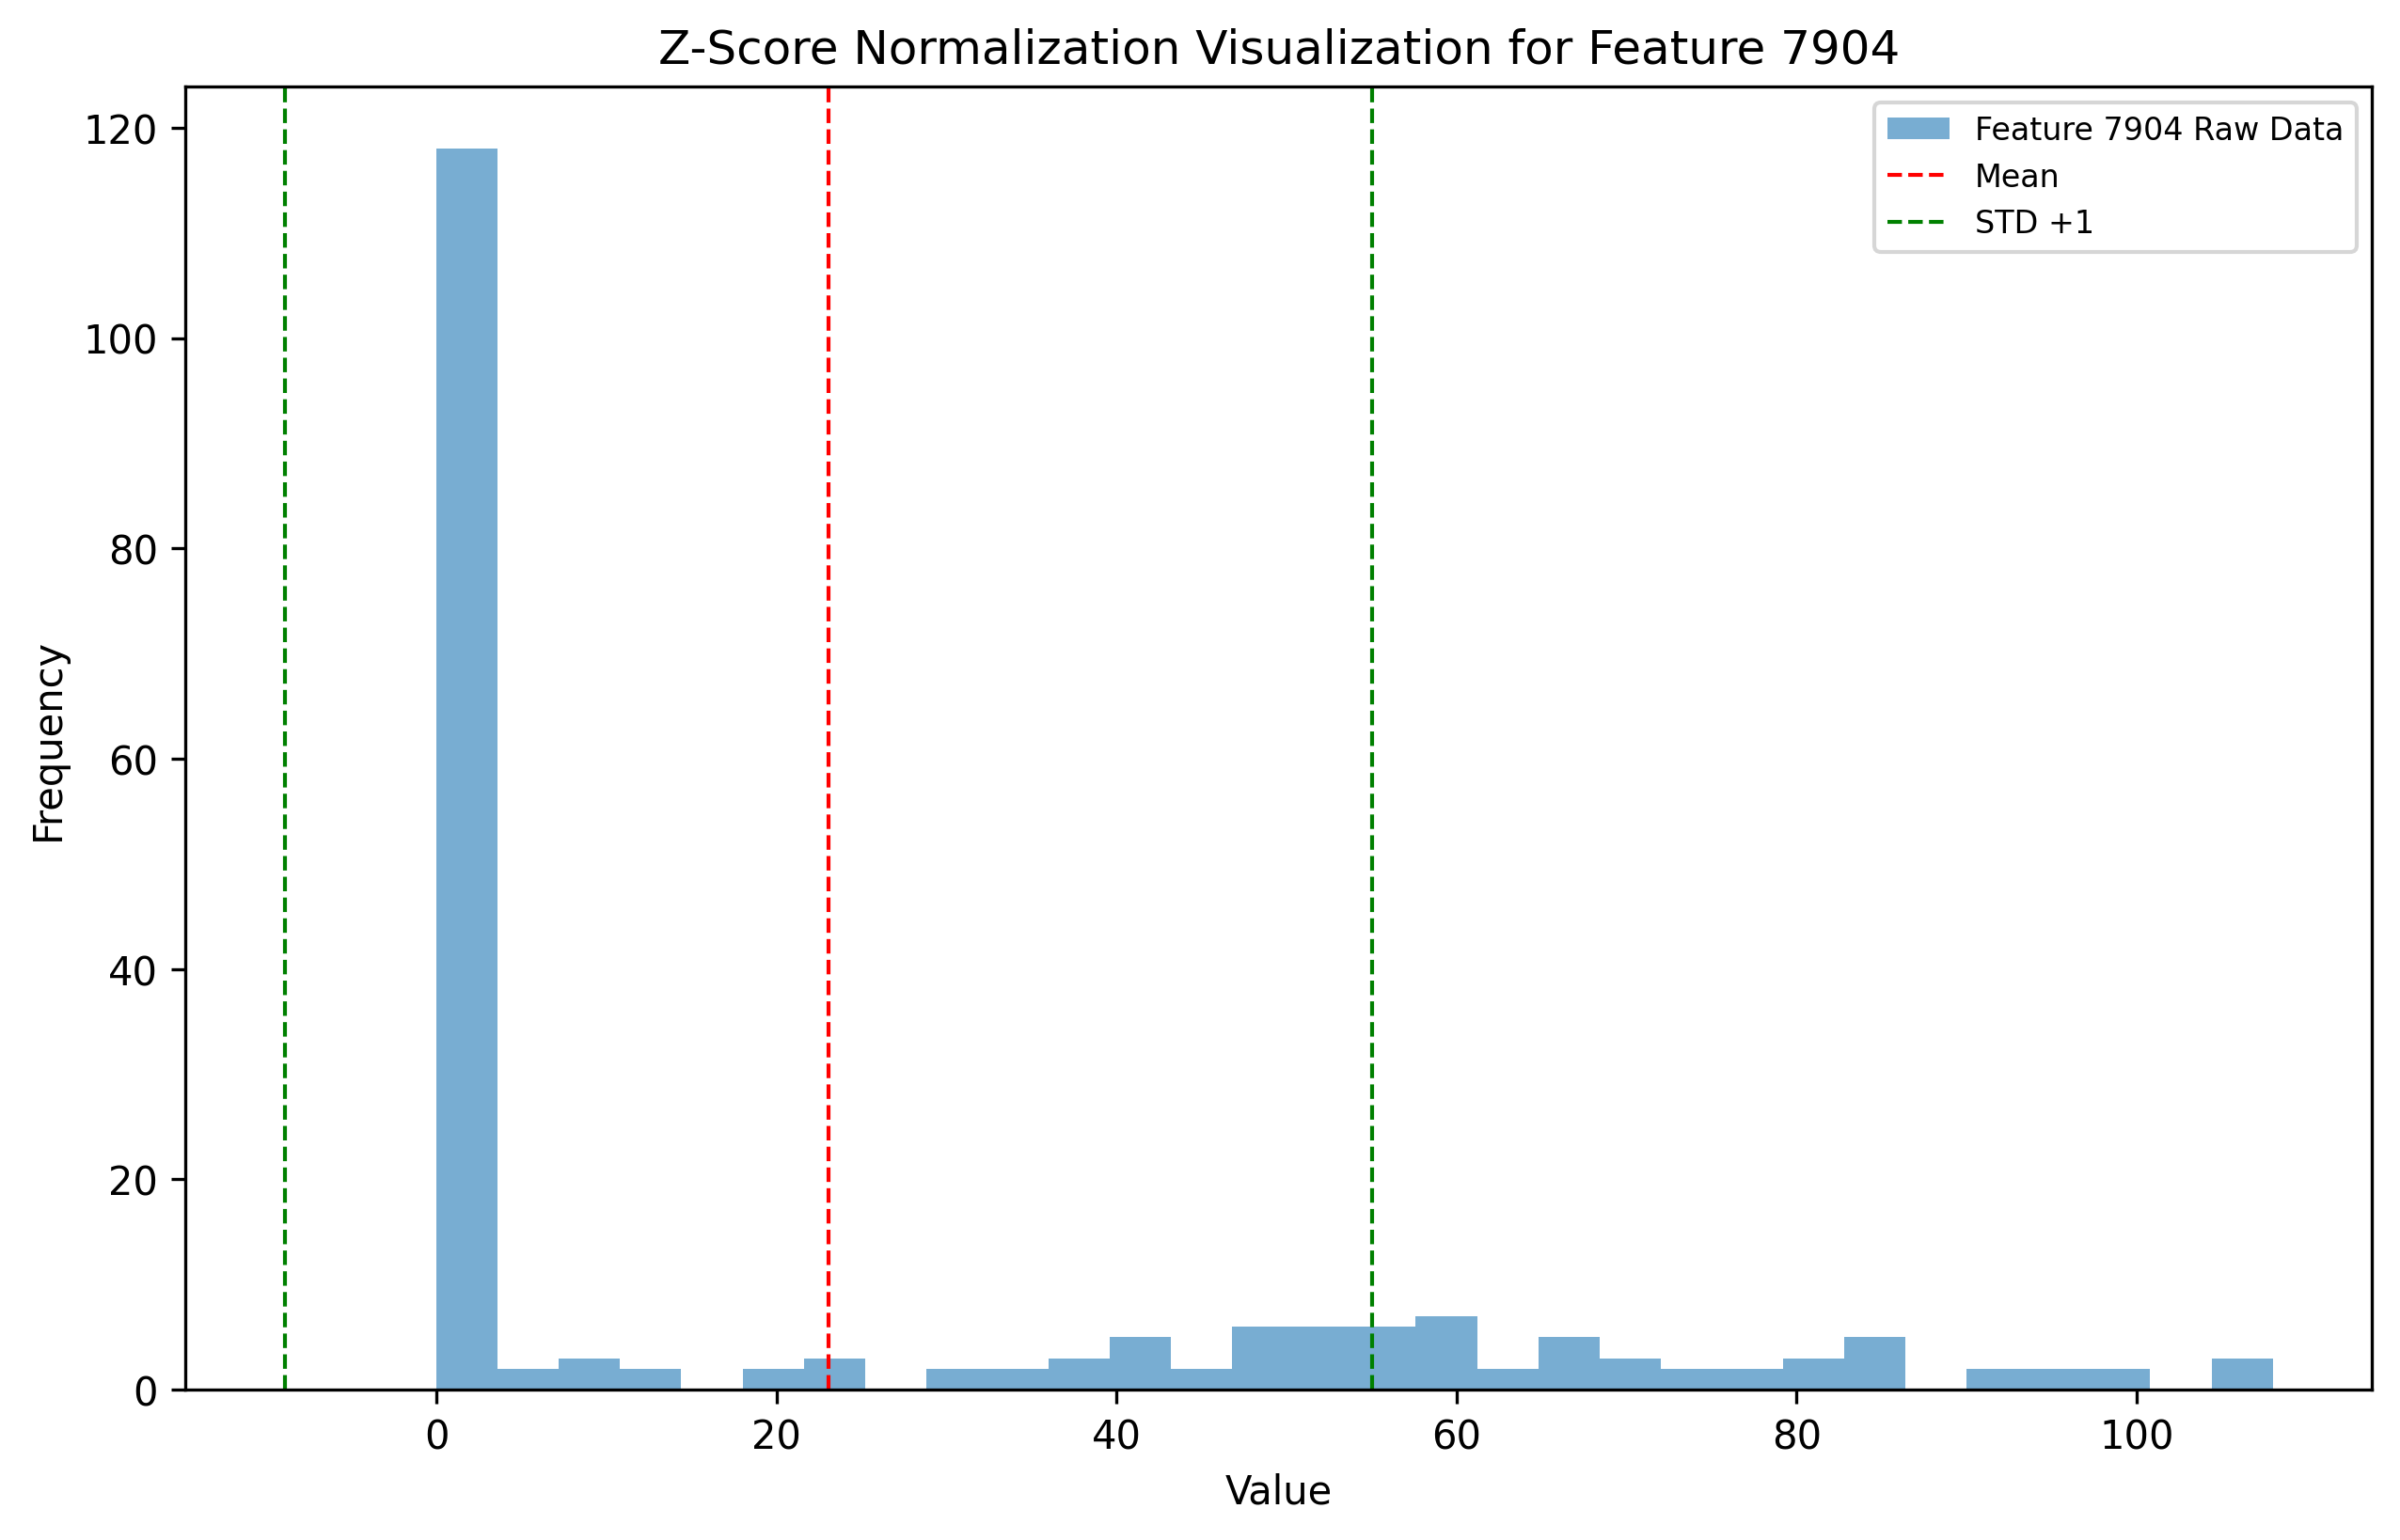 Z-Score Normalization Visualization for Feature 7904
Feature 7904 Raw Data
Mean
STD +1
120
100
80
60
40
20
0
Frequency
0 20 40 60 80 100
Value